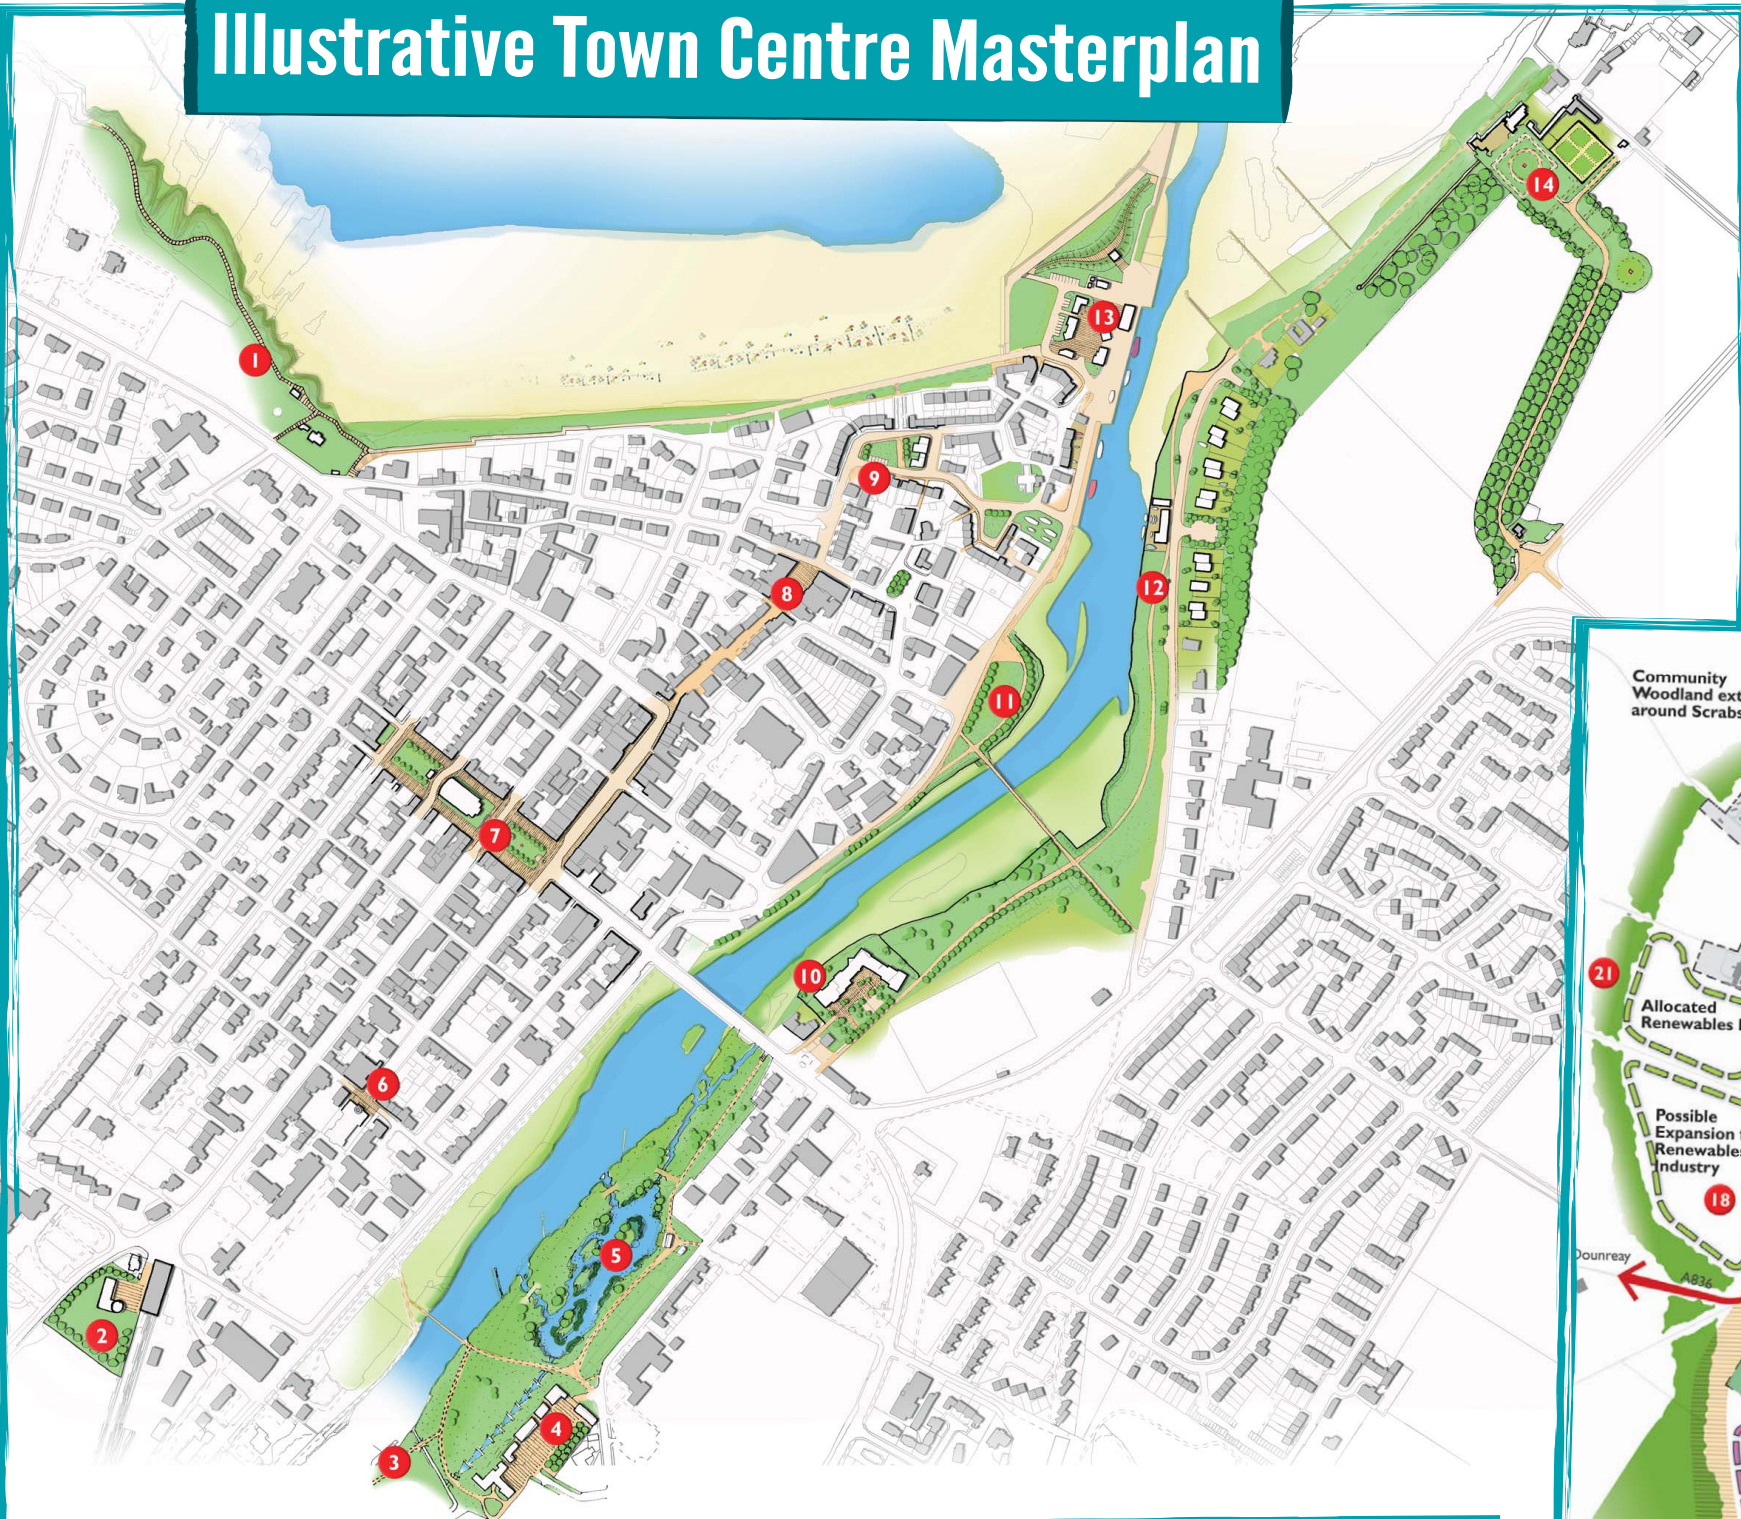 Illustrative Town Centre Masterplan
14
13
1
9
8
12
11
7
10
6
5
2
4
3
Community
Woodland ext
around Scrabs
21
Allocated
Renewables
Possible
Expansion
Renewables
Industry
18
Dounreay
A836